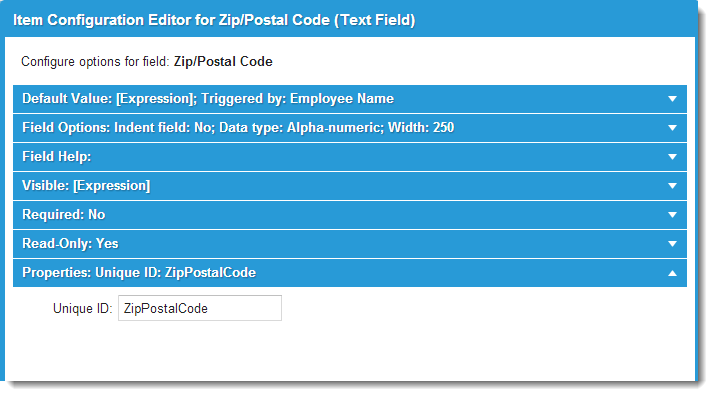 Item Configuration Editor for Zip/Postal Code (Text Field)
Configure options for field: Zip/Postal Code
Default Value: [Expression]; Triggered by: Employee Name
Field Options: Indent field: No; Data type: Alpha-numeric; Width: 250
Field Help:
Visible: [Expression]
Required: No
Read-Only: Yes
Properties: Unique ID: ZipPostalCode
Unique ID: ZipPostalCode